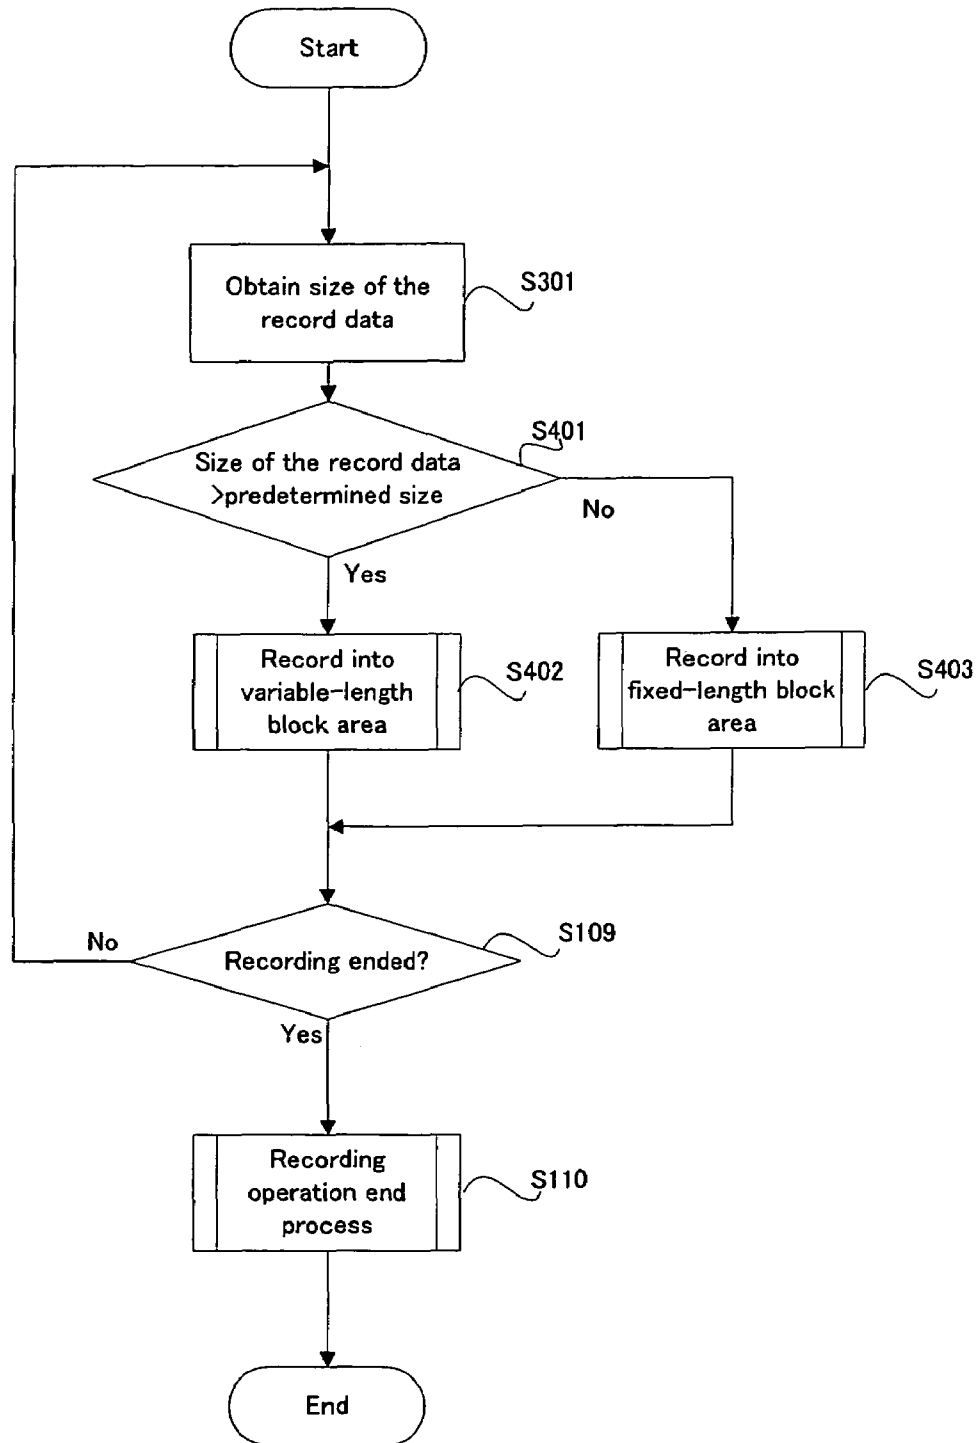 Start
Obtain size of the
record data
S301
Size of the record data
>predetermined size
S401
No
Yes
Record into
variable-length
block area
S402
Record into
fixed-length block
area
S403
Recording ended?
S109
No
Yes
Recording
operation end
process
S110
End